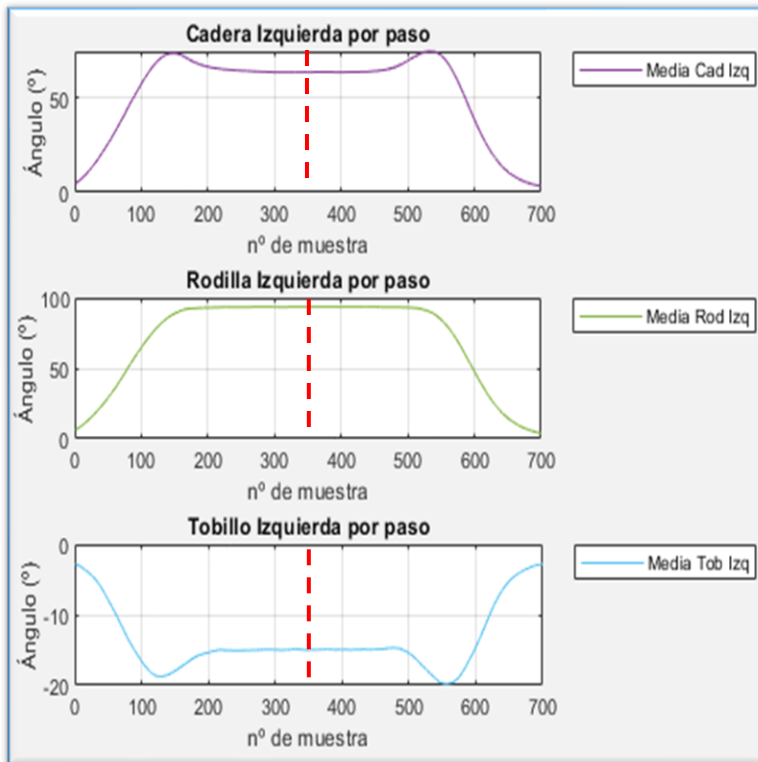 Cadera Izquierda por paso
Media Cad Izq
Ángulo (º)
50
0
0 100 200 300 400 500 600 700
nº de muestra
Rodilla Izquierda por paso
Media Rod Izq
Ángulo (º)
100
50
0
0 100 200 300 400 500 600 700
nº de muestra
Tobillo Izquierda por paso
Media Tob Izq
Ángulo (º)
0
-10
-20
0 100 200 300 400 500 600 700
nº de muestra